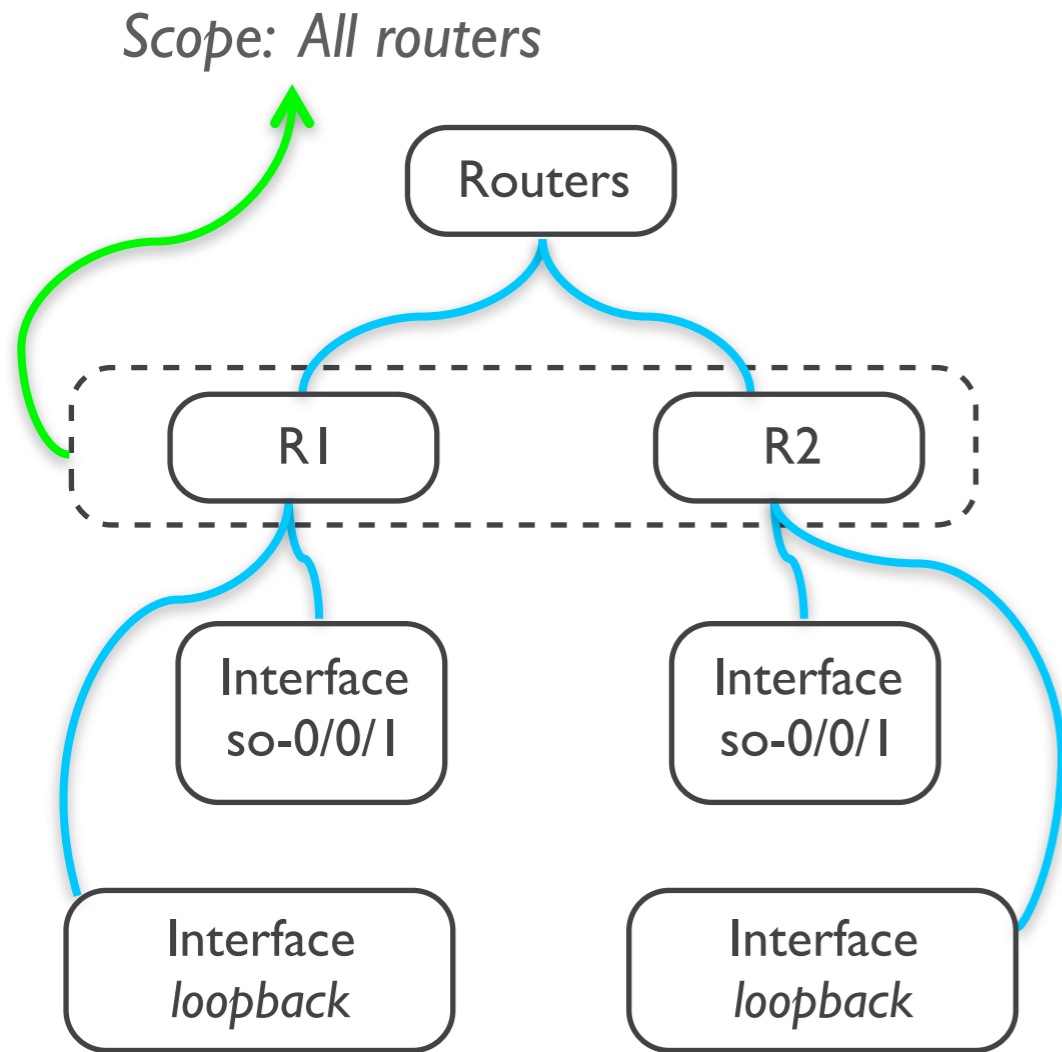 Scope: All routers
Routers
R1
R2
Interface
so-0/0/1
Interface
so-0/0/1
Interface
loopback
Interface
loopback